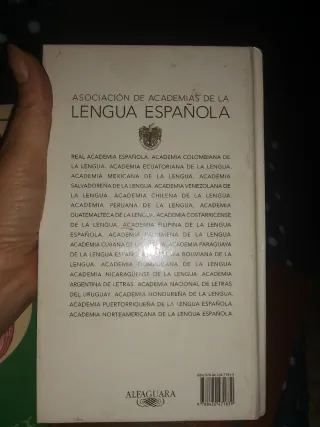 ASOCIACIÓN DE ACADEMIAS DE LA
LENGUA ESPAÑOLA
REAL ACADEMIA ESPAÑOLA. ACADEMIA COLOMBIANA DE
LA LENGUA. ACADEMIA ECUATORIANA DE LA LENGUA.
ACADEMIA MEXICANA DE LA LENGUA. ACADEMIA
SALVADOREÑA DE LA LENGUA. ACADEMIA VENEZOLANA DE
LA LENGUA. ACADEMIA CHILENA DE LA LENGUA.
ACADEMIA PERUANA DE LA LENGUA. ACADEMIA
GUATEMALTECA DE LA LENGUA. ACADEMIA COSTARRICENSE
DE LA LENGUA. ACADEMIA FILIPINA DE LA LENGUA
ESPAÑOLA. ACADEMIA PANAMEÑA DE LA LENGUA.
ACADEMIA CUBANA DE LA LENGUA. ACADEMIA PARAGUAYA
DE LA LENGUA ESPAÑOLA. ACADEMIA BOLIVIANA DE LA
LENGUA. ACADEMIA DOMINICANA DE LA LENGUA.
ACADEMIA NICARAGÜENSE DE LA LENGUA. ACADEMIA
ARGENTINA DE LETRAS. ACADEMIA NACIONAL DE LETRAS
DEL URUGUAY. ACADEMIA HONDUREÑA DE LA LENGUA.
ACADEMIA PUERTORRIQUEÑA DE LA LENGUA ESPAÑOLA.
ACADEMIA NORTEAMERICANA DE LA LENGUA ESPAÑOLA
ALFAGUARA